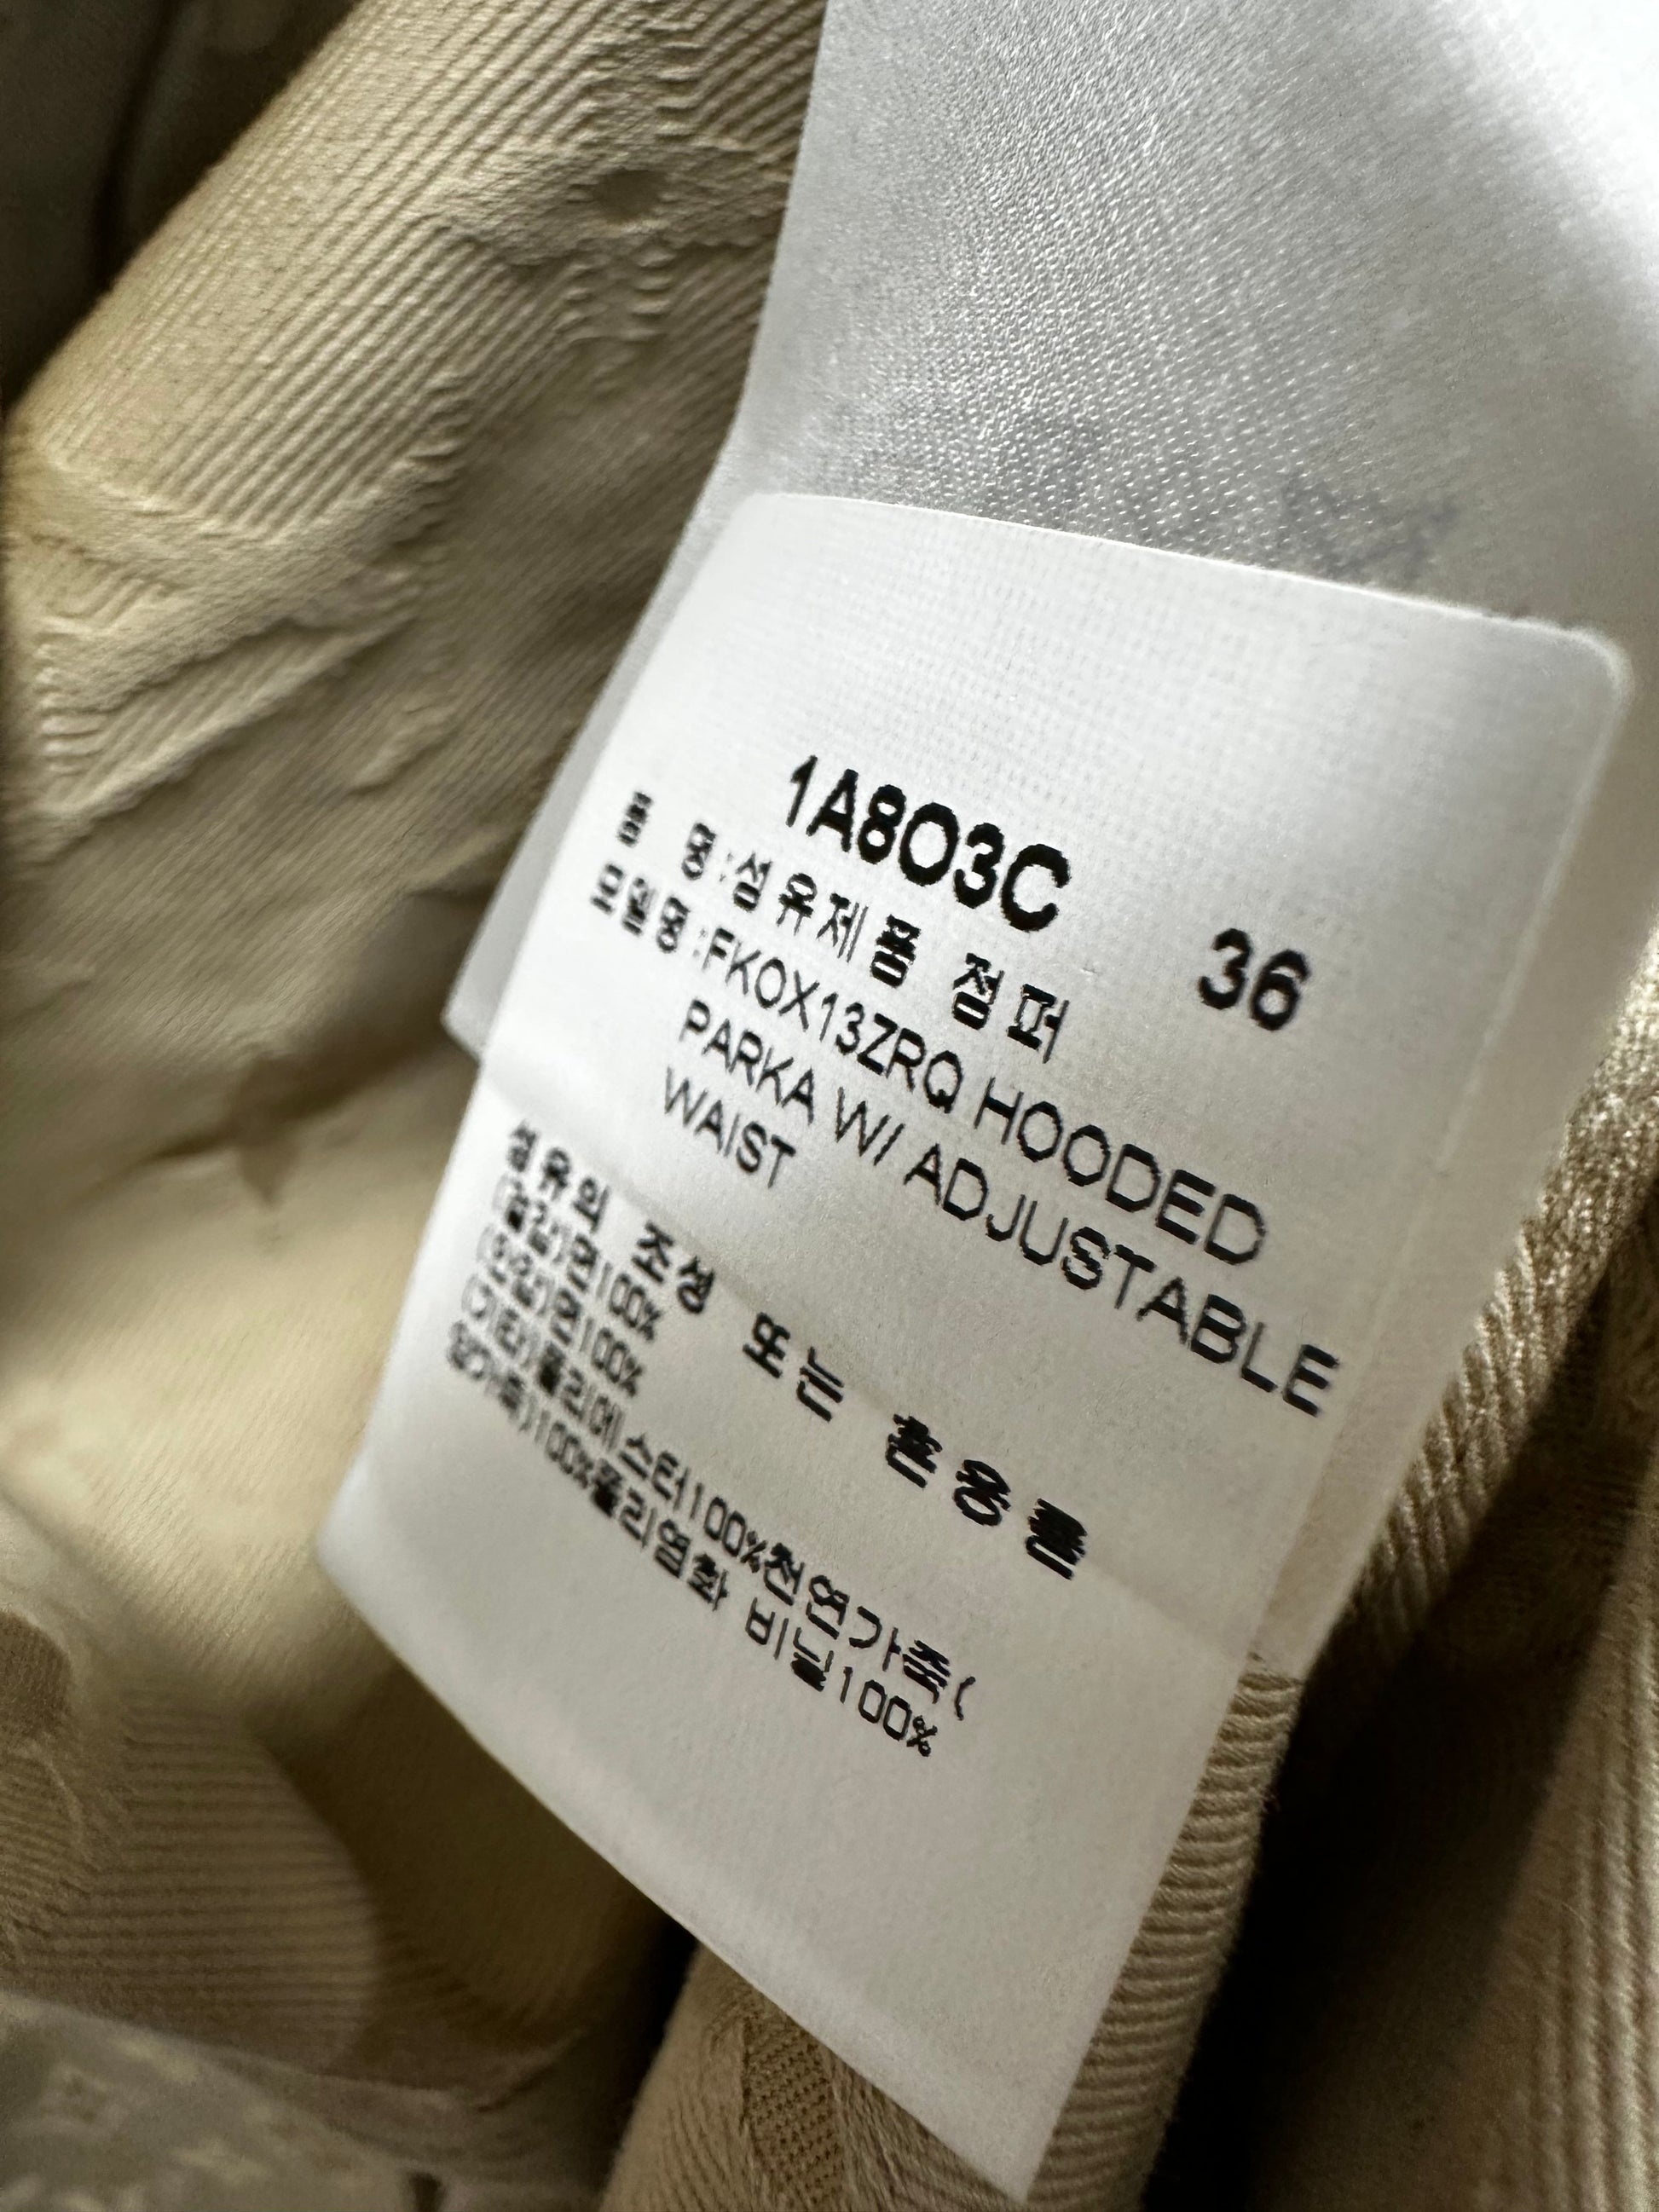 1A8O3C 36
품 명:섬유제품 점퍼
모델명:FKOX13ZRQ HOODED
PARKA W/ ADJUSTABLE
WAIST
섬유의 조성 또는 혼용률
(겉감)면100%
(안감)면100%
(기타)폴리에스터100%천연가죽(
양가죽)100%폴리염화 비닐100%